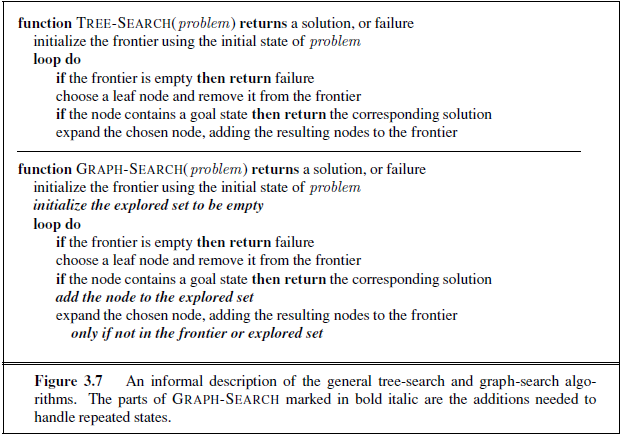 function TREE-SEARCH(problem) returns a solution, or failure
initialize the frontier using the initial state of problem
loop do
if the frontier is empty then return failure
choose a leaf node and remove it from the frontier
if the node contains a goal state then return the corresponding solution
expand the chosen node, adding the resulting nodes to the frontier
function GRAPH-SEARCH(problem) returns a solution, or failure
initialize the frontier using the initial state of problem
initialize the explored set to be empty
loop do
if the frontier is empty then return failure
choose a leaf node and remove it from the frontier
if the node contains a goal state then return the corresponding solution
add the node to the explored set
expand the chosen node, adding the resulting nodes to the frontier
only if not in the frontier or explored set
Figure 3.7 An informal description of the general tree-search and graph-search algo-
rithms. The parts of GRAPH-SEARCH marked in bold italic are the additions needed to
handle repeated states.